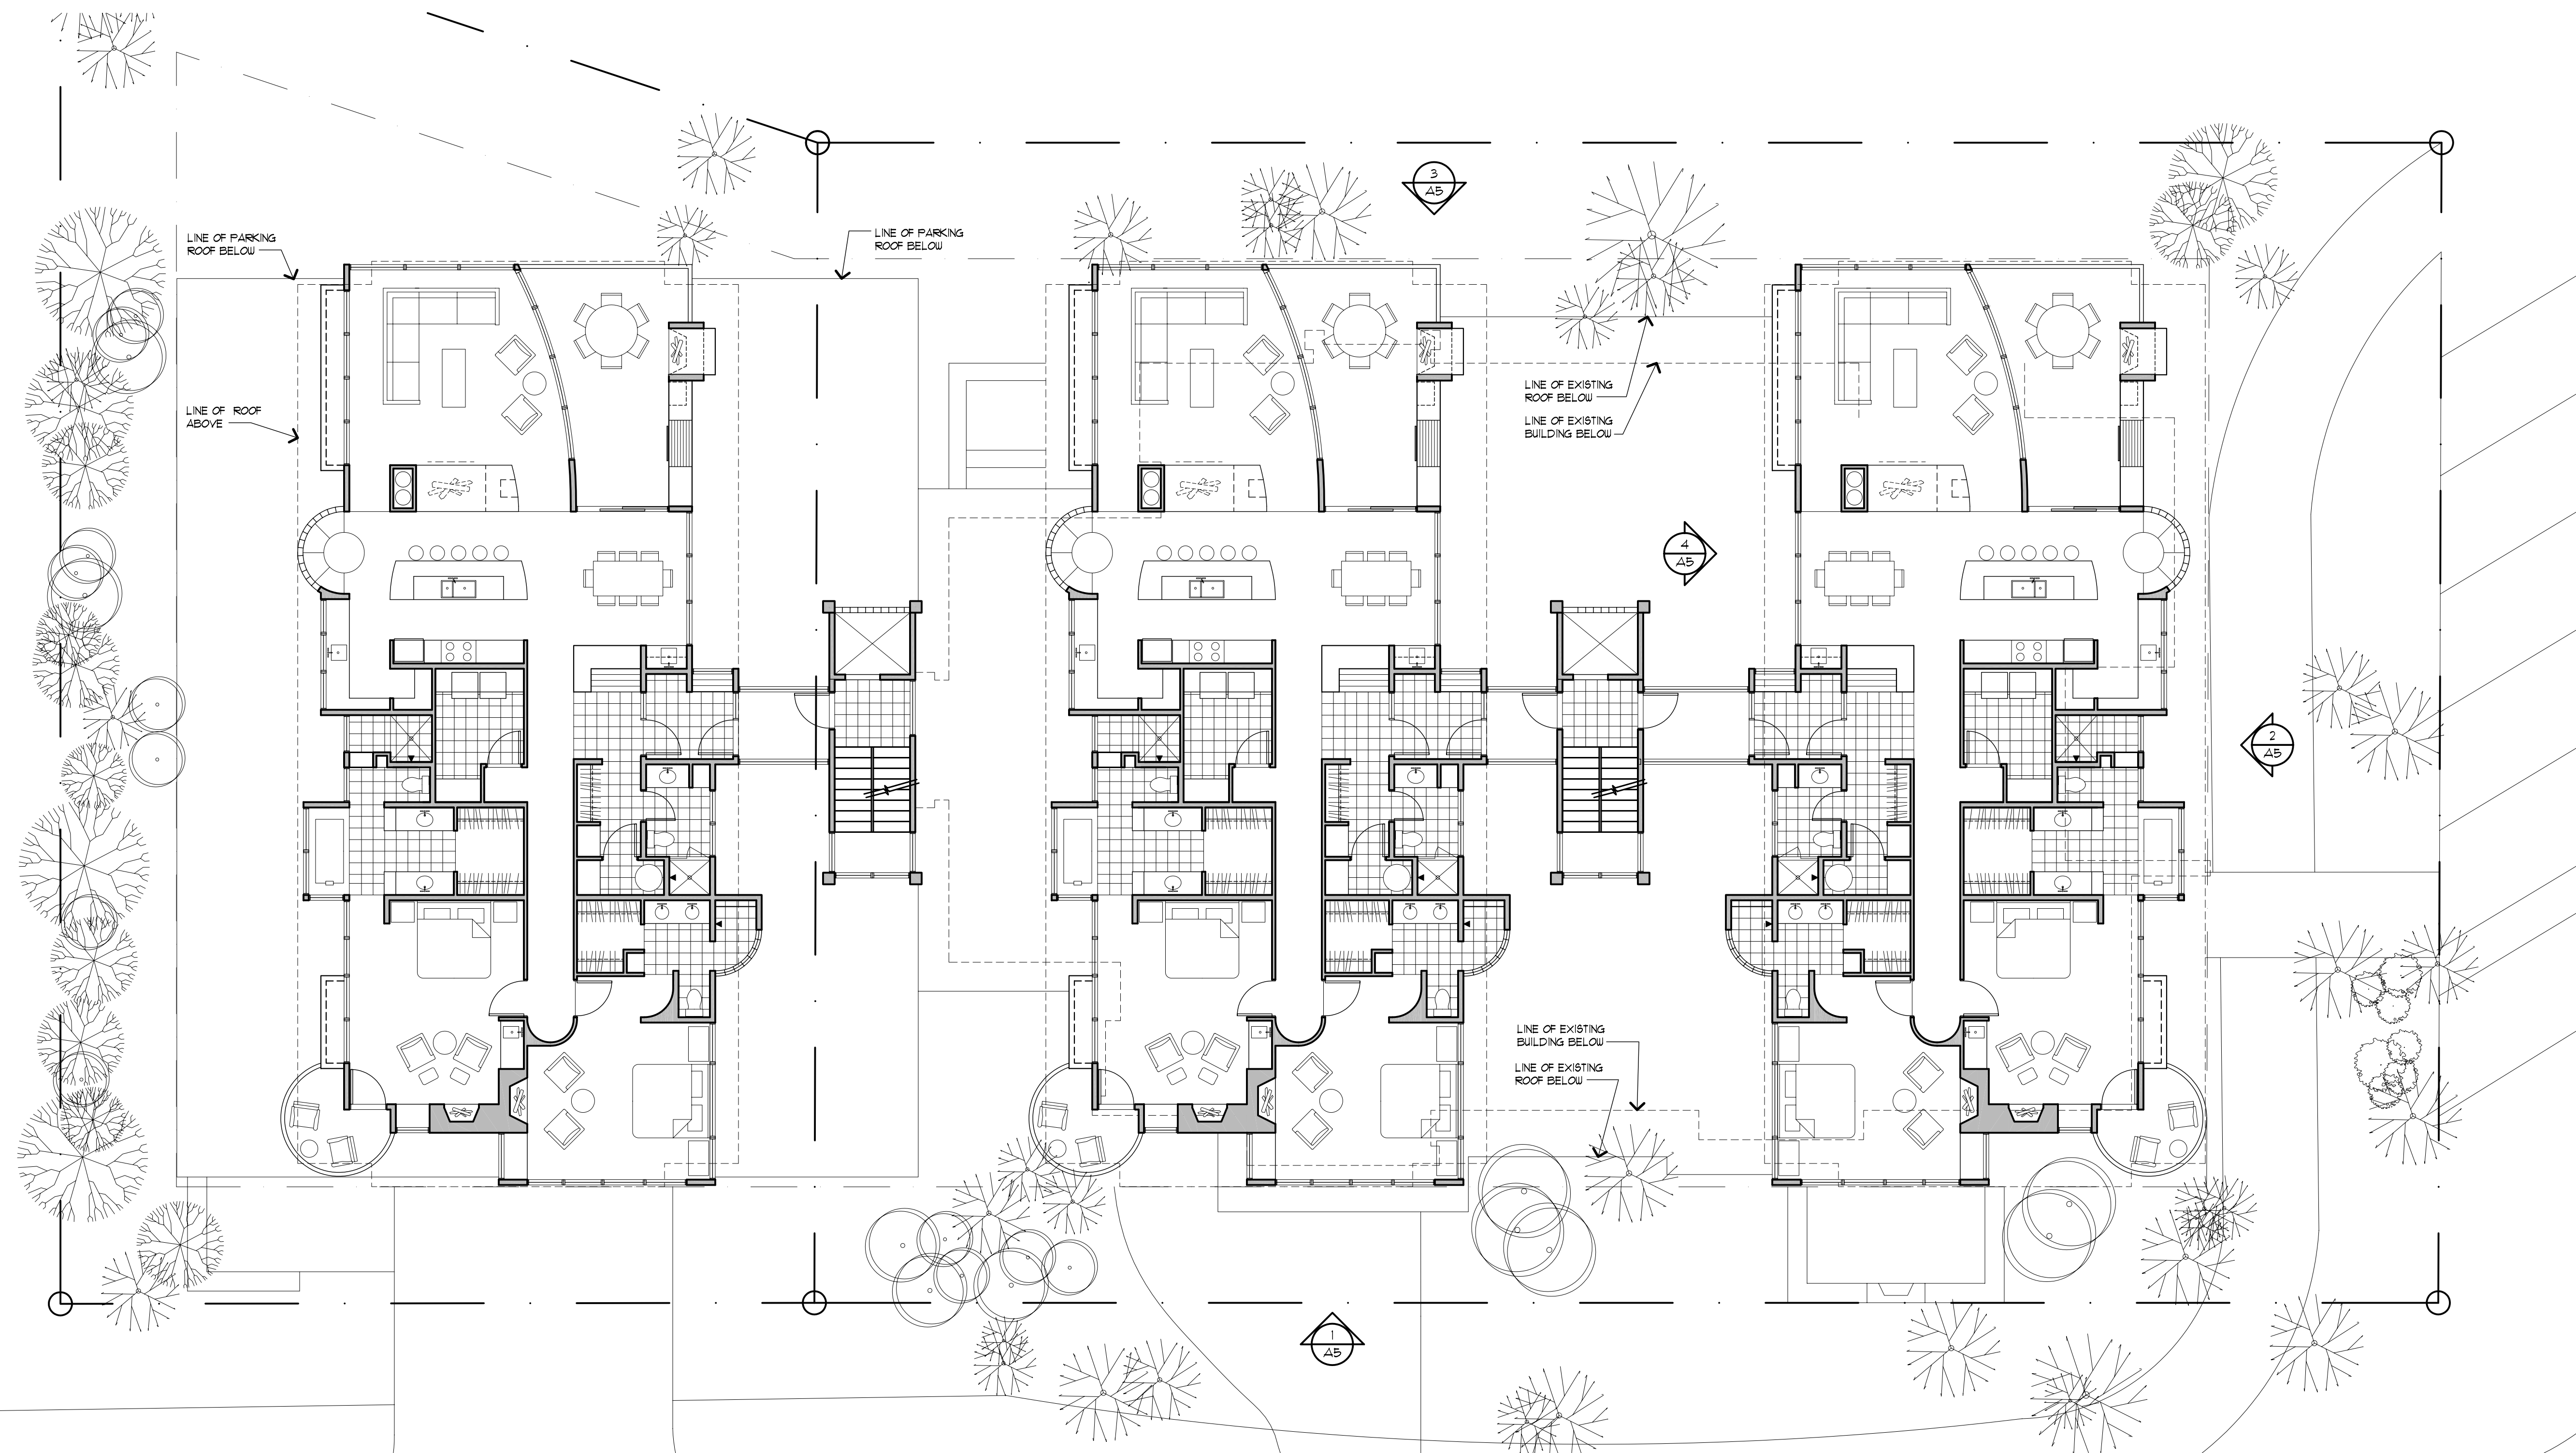 3
A5
LINE OF PARKING
ROOF BELOW
LINE OF PARKING
ROOF BELOW
LINE OF EXISTING
ROOF BELOW
LINE OF ROOF
ABOVE
LINE OF EXISTING
BUILDING BELOW
4
A5
2
A5
LINE OF EXISTING
BUILDING BELOW
LINE OF EXISTING
ROOF BELOW
1
A5